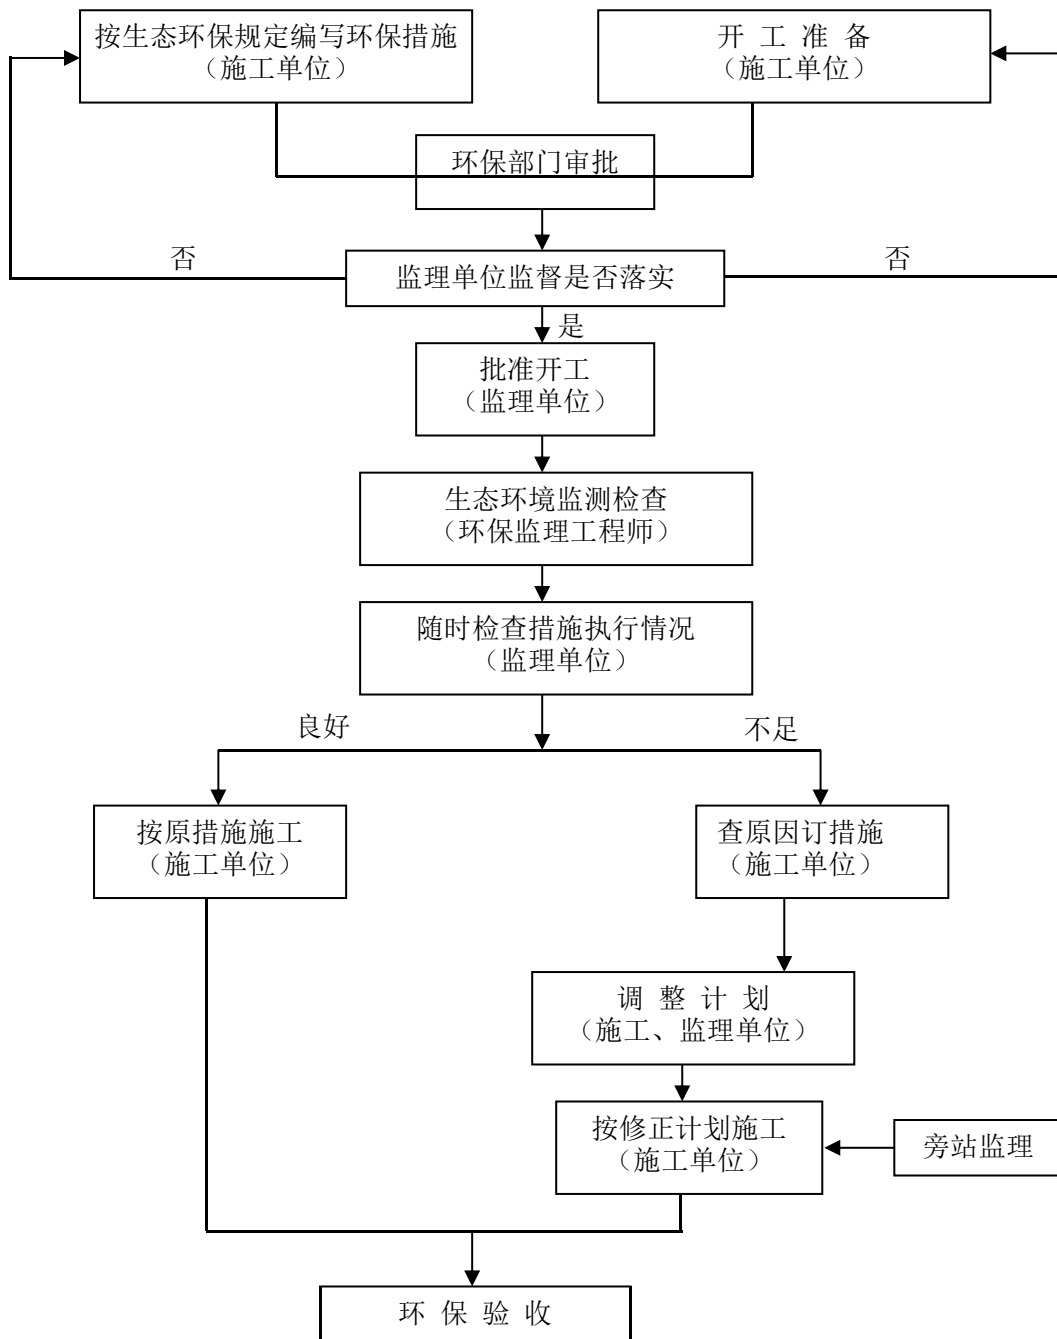 按生态环保规定编写环保措施
（施工单位）
开 工 准 备
（施工单位）
环保部门审批
否
监理单位监督是否落实
否
是
批准开工
（监理单位）
生态环境监测检查
（环保监理工程师）
随时检查措施执行情况
（监理单位）
良好
不足
按原措施施工
（施工单位）
查原因订措施
（施工单位）
调 整 计 划
（施工、监理单位）
按修正计划施工
（施工单位）
旁站监理
环 保 验 收